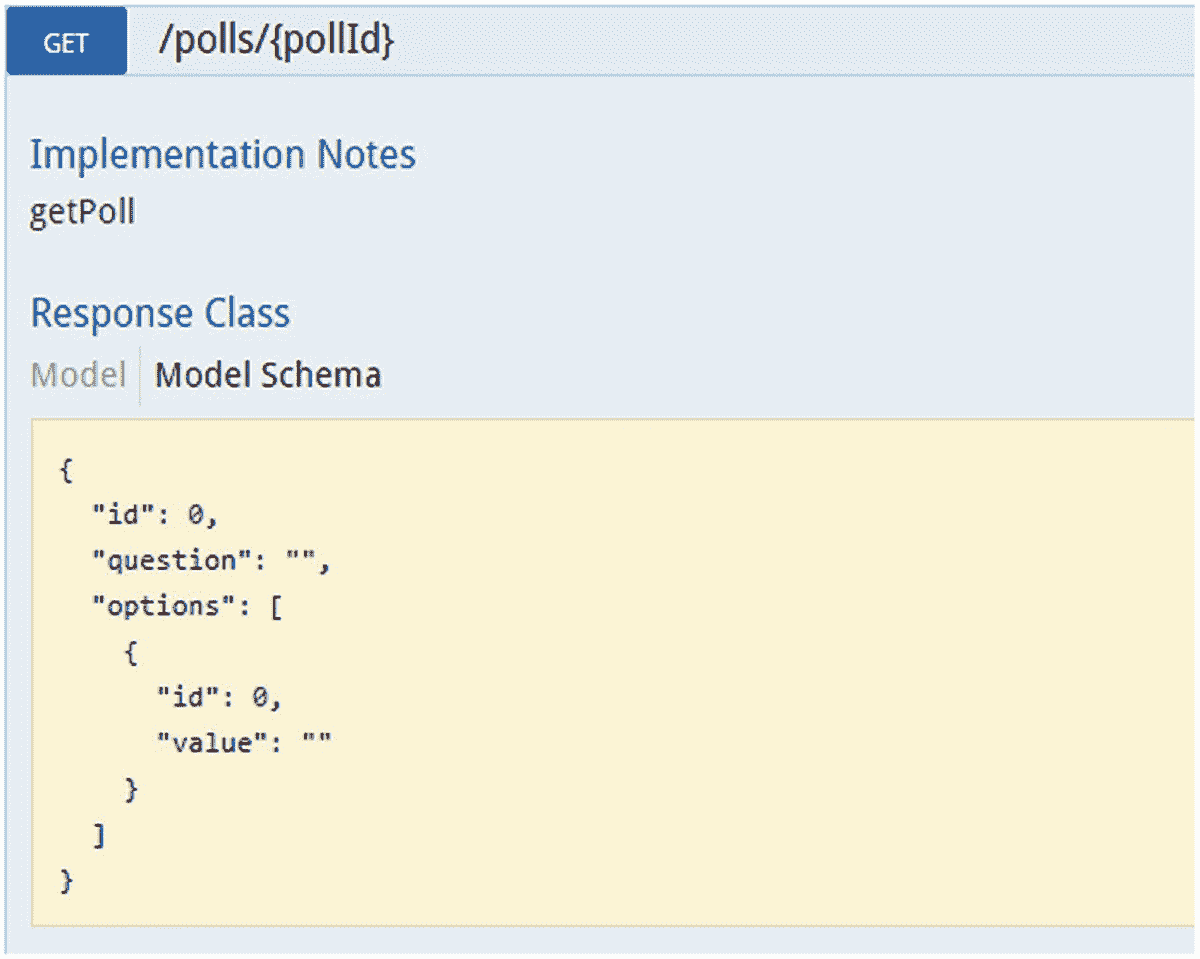 GET /polls/{pollId}
Implementation Notes
getPoll
Response Class
Model Model Schema
{
  "id": 0,
  "question": "",
  "options": [
    {
      "id": 0,
      "value": ""
    }
  ]
}